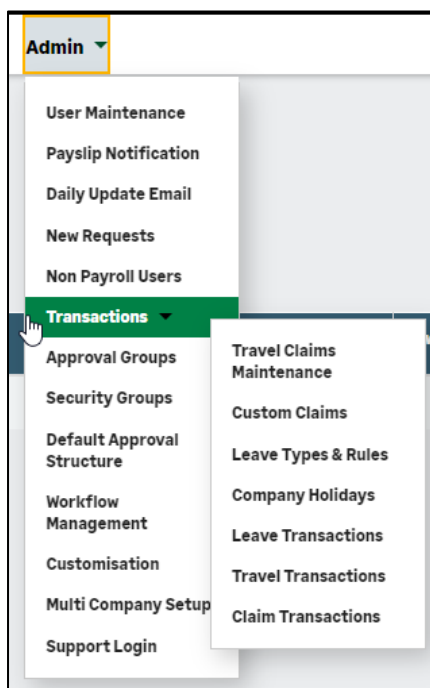 Admin
User Maintenance
Payslip Notification
Daily Update Email
New Requests
Non Payroll Users
Transactions
Approval Groups
Security Groups
Default Approval
Structure
Workflow
Management
Customisation
Multi Company Setup
Support Login
Travel Claims
Maintenance
Custom Claims
Leave Types & Rules
Company Holidays
Leave Transactions
Travel Transactions
Claim Transactions